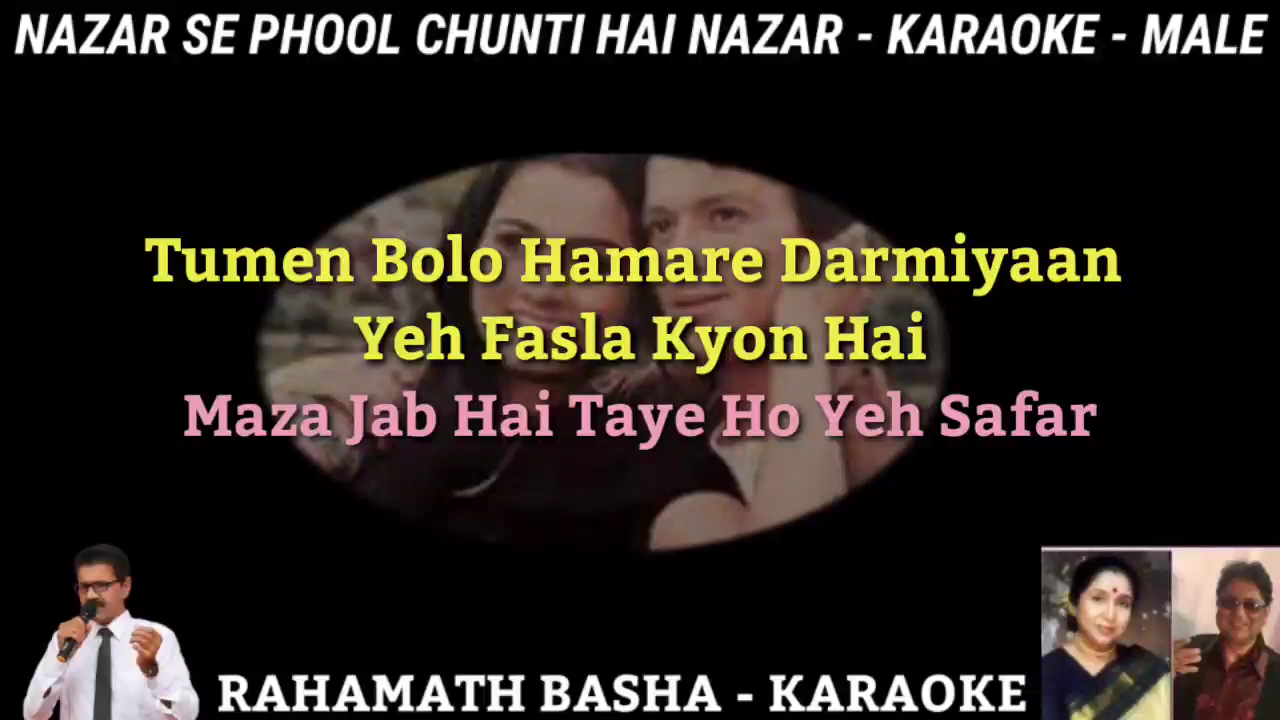 NAZAR SE PHOOL CHUNTI HAI NAZAR - KARAOKE - MALE
Tumen Bolo Hamare Darmiyaan
Yeh Fasla Kyon Hai
Maza Jab Hai Taye Ho Yeh Safar
RAHAMATH BASHA - KARAOKE